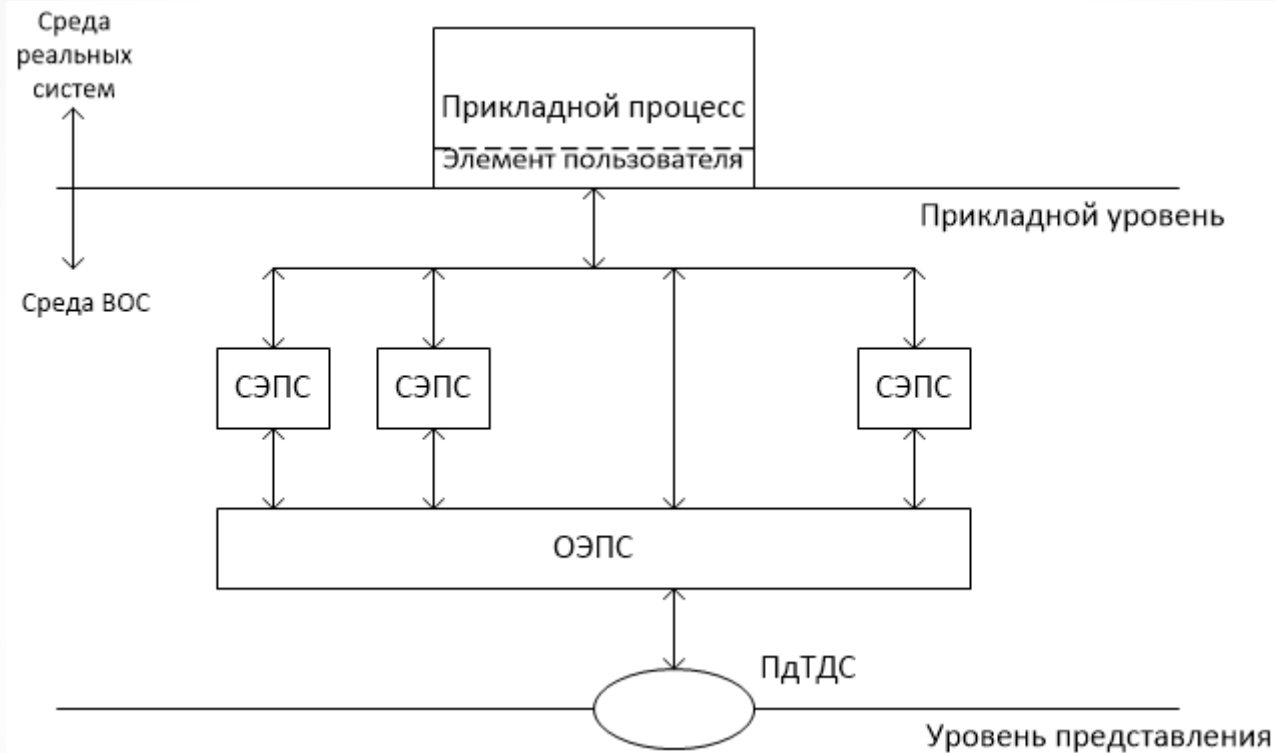 Среда
реальных
систем
Прикладной процесс
Элемент пользователя
Прикладной уровень
Среда ВОС
СЭПС
СЭПС
СЭПС
ОЭПС
ПдТДС
Уровень представления